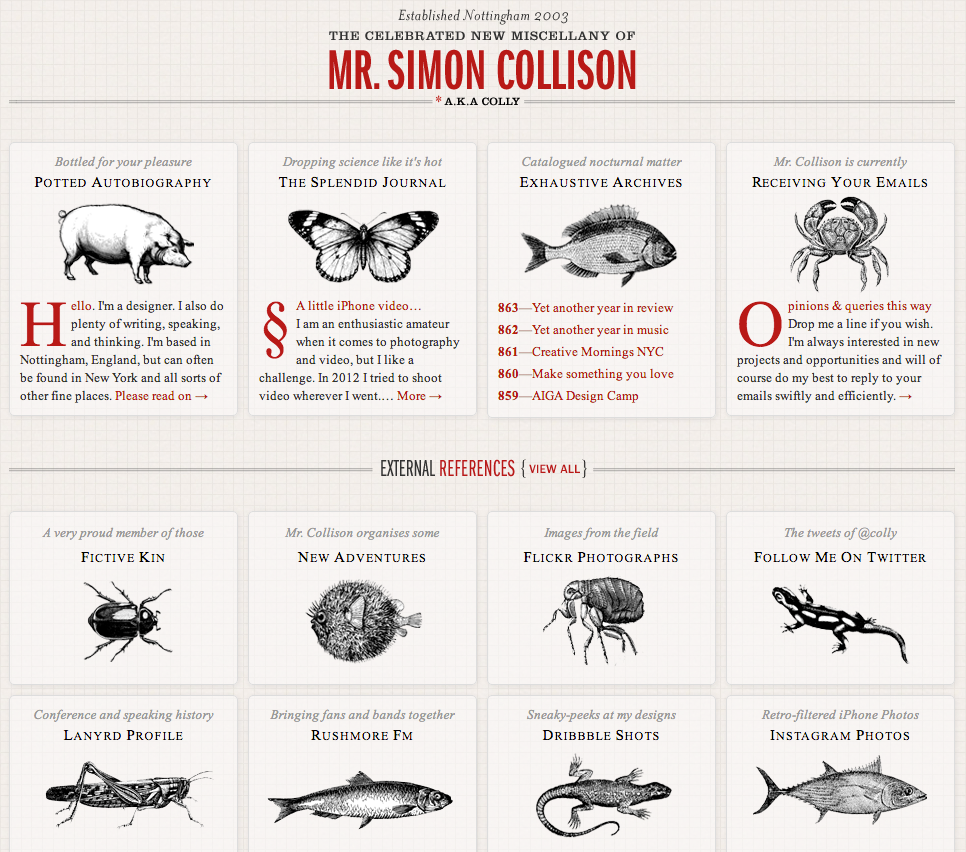 Established Nottingham 2003
THE CELEBRATED NEW MISCELLANY OF
MR. SIMON COLLISON
* A.K.A COLLY
Bottled for your pleasure
POTTED AUTOBIOGRAPHY
Hello. I'm a designer. I also do
plenty of writing, speaking,
and thinking. I'm based in
Nottingham, England, but can often
be found in New York and all sorts of
other fine places. Please read on →
Dropping science like it's hot
THE SPLENDID JOURNAL
§ A little iPhone video…
I am an enthusiastic amateur
when it comes to photography
and video, but I like a
challenge. In 2012 I tried to shoot
video wherever I went.… More →
Catalogued nocturnal matter
EXHAUSTIVE ARCHIVES
863—Yet another year in review
862—Yet another year in music
861—Creative Mornings NYC
860—Make something you love
859—AIGA Design Camp
Mr. Collison is currently
RECEIVING YOUR EMAILS
Opinions & queries this way
Drop me a line if you wish.
I'm always interested in new
projects and opportunities and will of
course do my best to reply to your
emails swiftly and efficiently. →
EXTERNAL REFERENCES {VIEW ALL}
A very proud member of those
FICTIVE KIN
Mr. Collison organises some
NEW ADVENTURES
Images from the field
FLICKR PHOTOGRAPHS
The tweets of @colly
FOLLOW ME ON TWITTER
Conference and speaking history
LANYRD PROFILE
Bringing fans and bands together
RUSHMORE FM
Sneaky-peeks at my designs
DRIBBBLE SHOTS
Retro-filtered iPhone Photos
INSTAGRAM PHOTOS